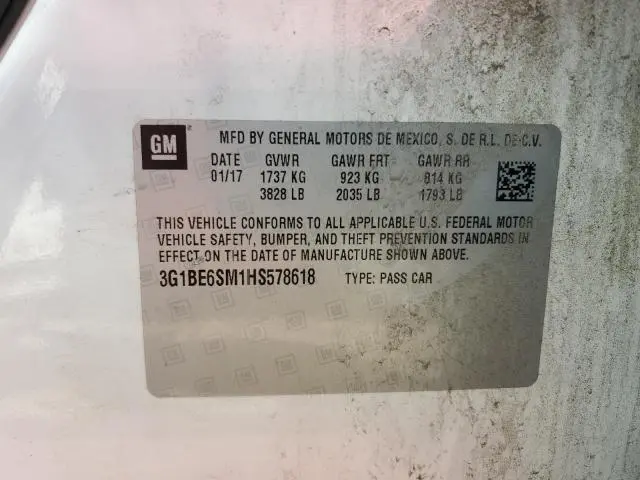 GM MFD BY GENERAL MOTORS DE MEXICO, S. DE R.L. DE C.V.
DATE GVWR GAWR FRT GAWR RR
01/17 1737 KG 923 KG 814 KG
3828 LB 2035 LB 1793 LB
THIS VEHICLE CONFORMS TO ALL APPLICABLE U.S. FEDERAL MOTOR
VEHICLE SAFETY, BUMPER, AND THEFT PREVENTION STANDARDS IN
EFFECT ON THE DATE OF MANUFACTURE SHOWN ABOVE.
3G1BE6SM1HS578618 TYPE: PASS CAR